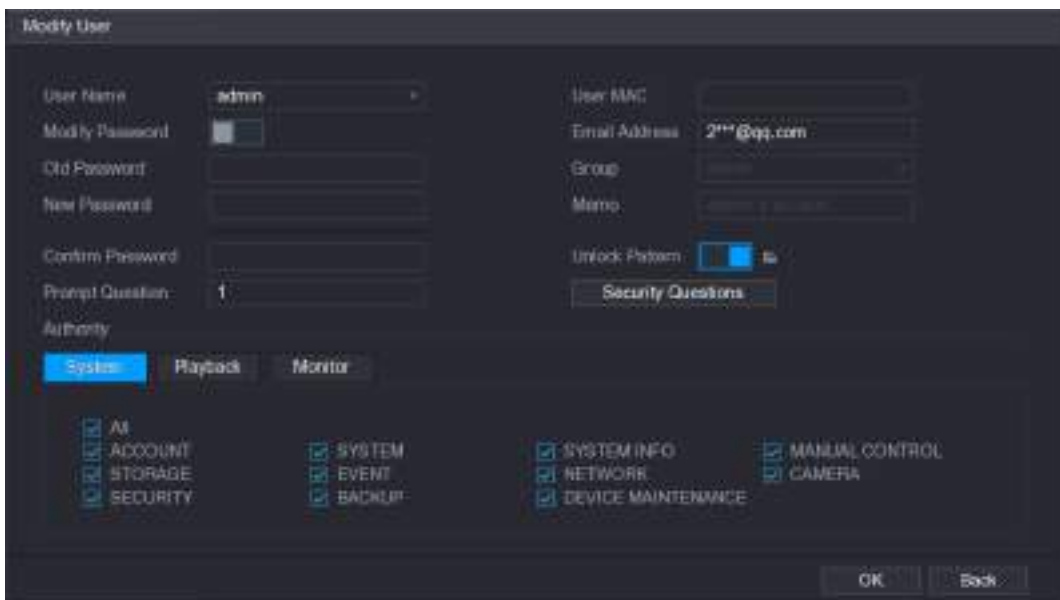 Modify User
User Name admin User MAC
Modify Password Email Address 2***@qq.com
Old Password Group
New Password Memo
Confirm Password Unlock Pattern
Prompt Question 1 Security Questions
Authority
System Playback Monitor
All
ACCOUNT SYSTEM SYSTEM INFO MANUAL CONTROL
STORAGE EVENT NETWORK CAMERA
SECURITY BACKUP DEVICE MAINTENANCE
OK Back